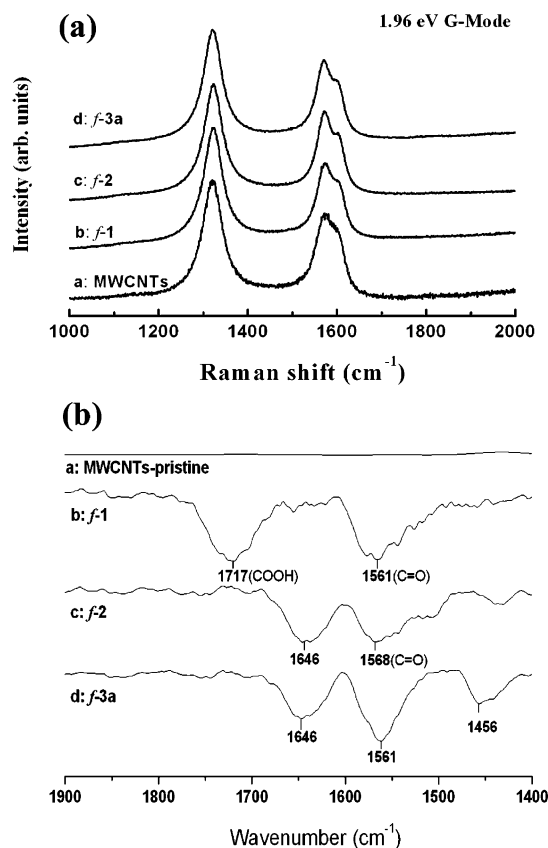 (a)
1.96 eV G-Mode
Intensity (arb. units)
d: f-3a
c: f-2
b: f-1
a: MWCNTs
1000 1200 1400 1600 1800 2000
Raman shift (cm⁻¹)
(b)
a: MWCNTs-pristine
b: f-1
1717(COOH) 1561(C=O)
c: f-2
1646 1568(C=O)
d: f-3a
1646 1561 1456
1900 1800 1700 1600 1500 1400
Wavenumber (cm⁻¹)